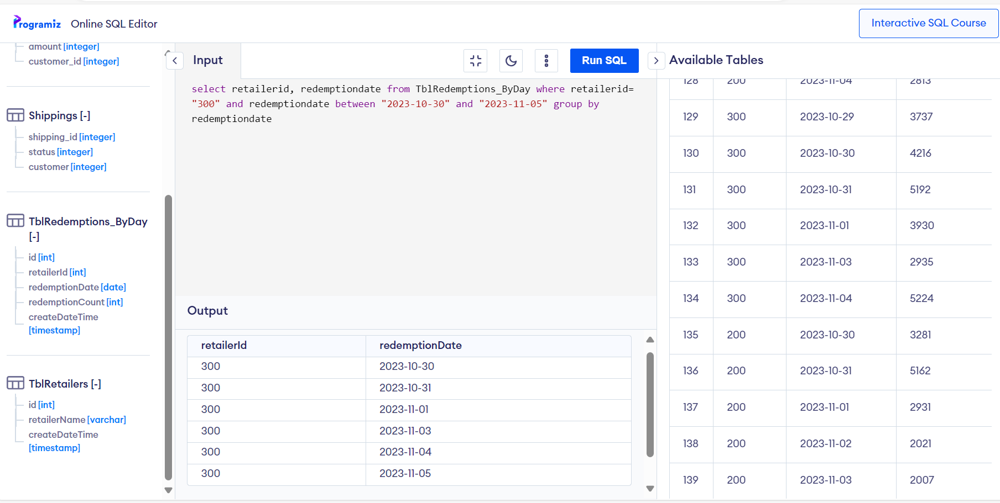 Programiz Online SQL Editor
Interactive SQL Course
amount [integer]
customer_id [integer]
Shippings [-]
shipping_id [integer]
status [integer]
customer [integer]
TblRedemptions_ByDay
[-]
id [int]
retailerId [int]
redemptionDate [date]
redemptionCount [int]
createDateTime
[timestamp]
TblRetailers [-]
id [int]
retailerName [varchar]
createDateTime
[timestamp]
Input
Run SQL
select retailerid, redemptiondate from TblRedemptions_ByDay where retailerid=
"300" and redemptiondate between "2023-10-30" and "2023-11-05" group by
redemptiondate
Output
retailerId redemptionDate
300 2023-10-30
300 2023-10-31
300 2023-11-01
300 2023-11-03
300 2023-11-04
300 2023-11-05
Available Tables
128 200 2023-11-04 2813
129 300 2023-10-29 3737
130 300 2023-10-30 4216
131 300 2023-10-31 5192
132 300 2023-11-01 3930
133 300 2023-11-03 2935
134 300 2023-11-04 5224
135 200 2023-10-30 3281
136 200 2023-10-31 5162
137 200 2023-11-01 2931
138 200 2023-11-02 2021
139 200 2023-11-03 2007